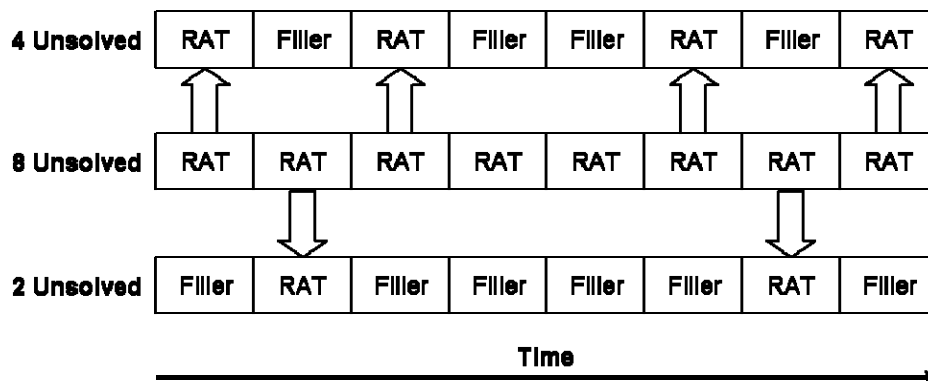 4 Unsolved RAT Filler RAT Filler Filler RAT Filler RAT
8 Unsolved RAT RAT RAT RAT RAT RAT RAT RAT
2 Unsolved Filler RAT Filler Filler Filler Filler RAT Filler
Time